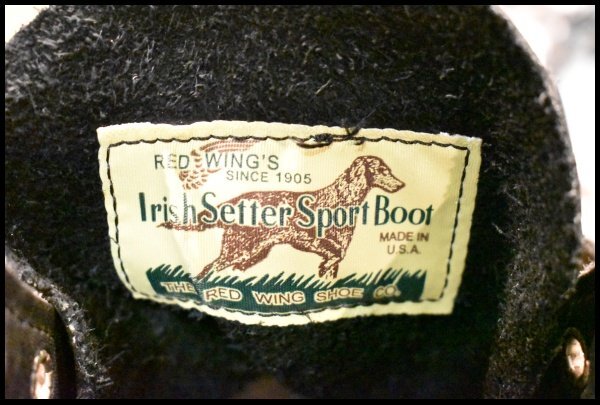 RED WING'S
SINCE 1905
Irish Setter Sport Boot
MADE IN
U.S.A.
THE RED WING SHOE CO.